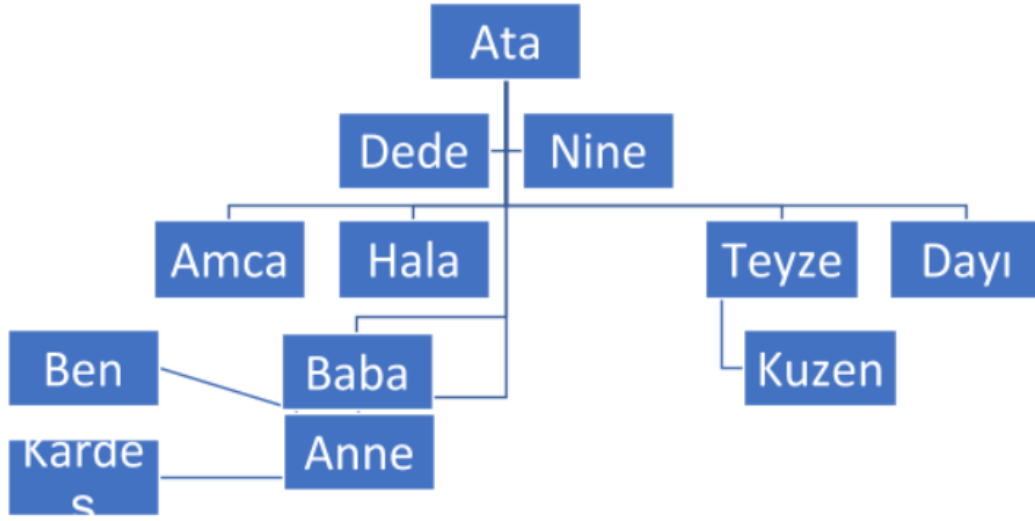 Ata
Dede
Nine
Amca
Hala
Teyze
Dayı
Ben
Baba
Kuzen
Anne
Karde
s